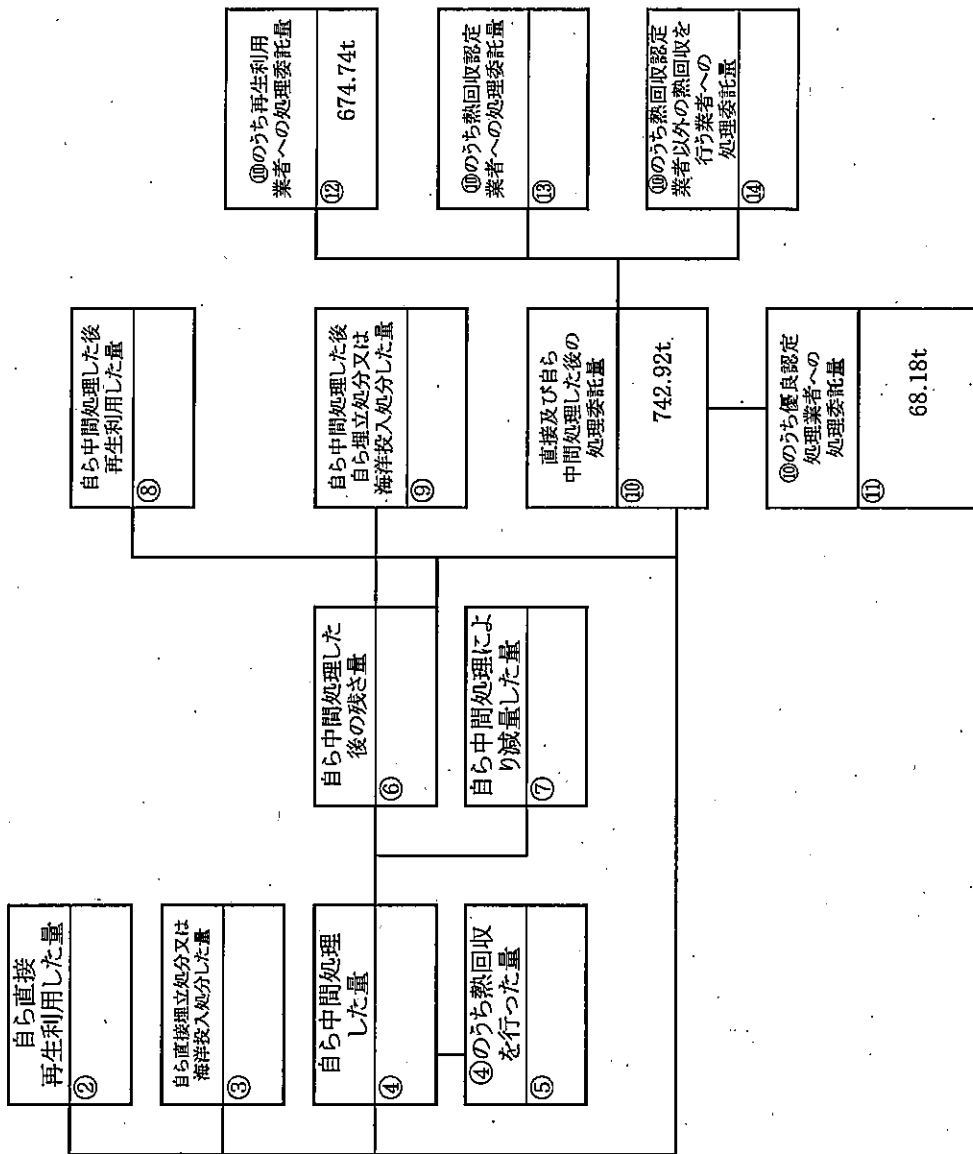 自ら直接
再生利用した量
②
自ら直接埋立処分又は
海洋投入処分した量
③
自ら中間処理
した量
④
④のうち熱回収
を行った量
⑤
自ら中間処理した
後の残さ量
⑥
自ら中間処理によ
り減量した量
⑦
自ら中間処理した後
再生利用した量
⑧
自ら中間処理した後
自ら埋立処分又は
海洋投入処分した量
⑨
直接及び自ら
中間処理した後の
処理委託量
⑩
742.92t
⑩のうち優良認定
処理業者への
処理委託量
⑪
68.18t
⑩のうち再生利用
業者への処理委託量
⑫
674.74t
⑩のうち熱回収認定
業者への処理委託量
⑬
⑩のうち熱回収認定
業者以外の熱回収を
行う業者への
処理委託量
⑭